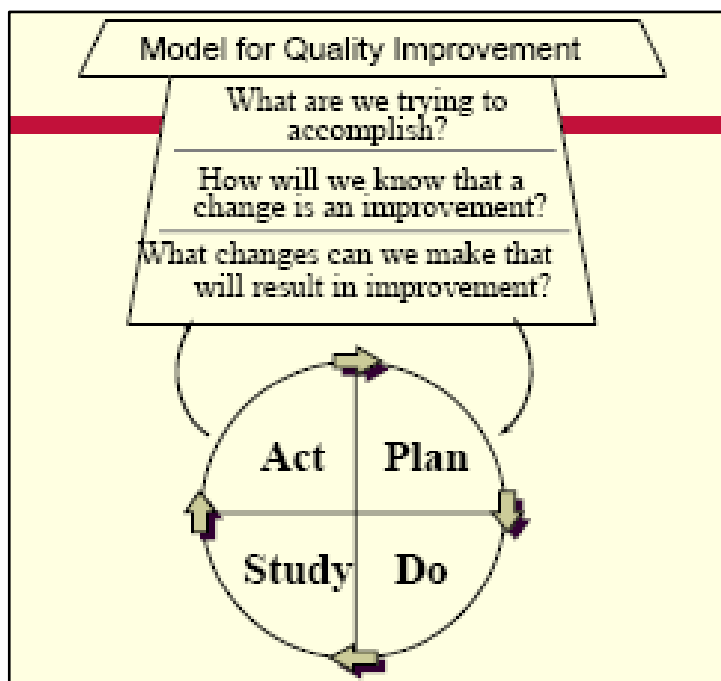 Model for Quality Improvement
What are we trying to
accomplish?
How will we know that a
change is an improvement?
What changes can we make that
will result in improvement?
Act
Plan
Study
Do